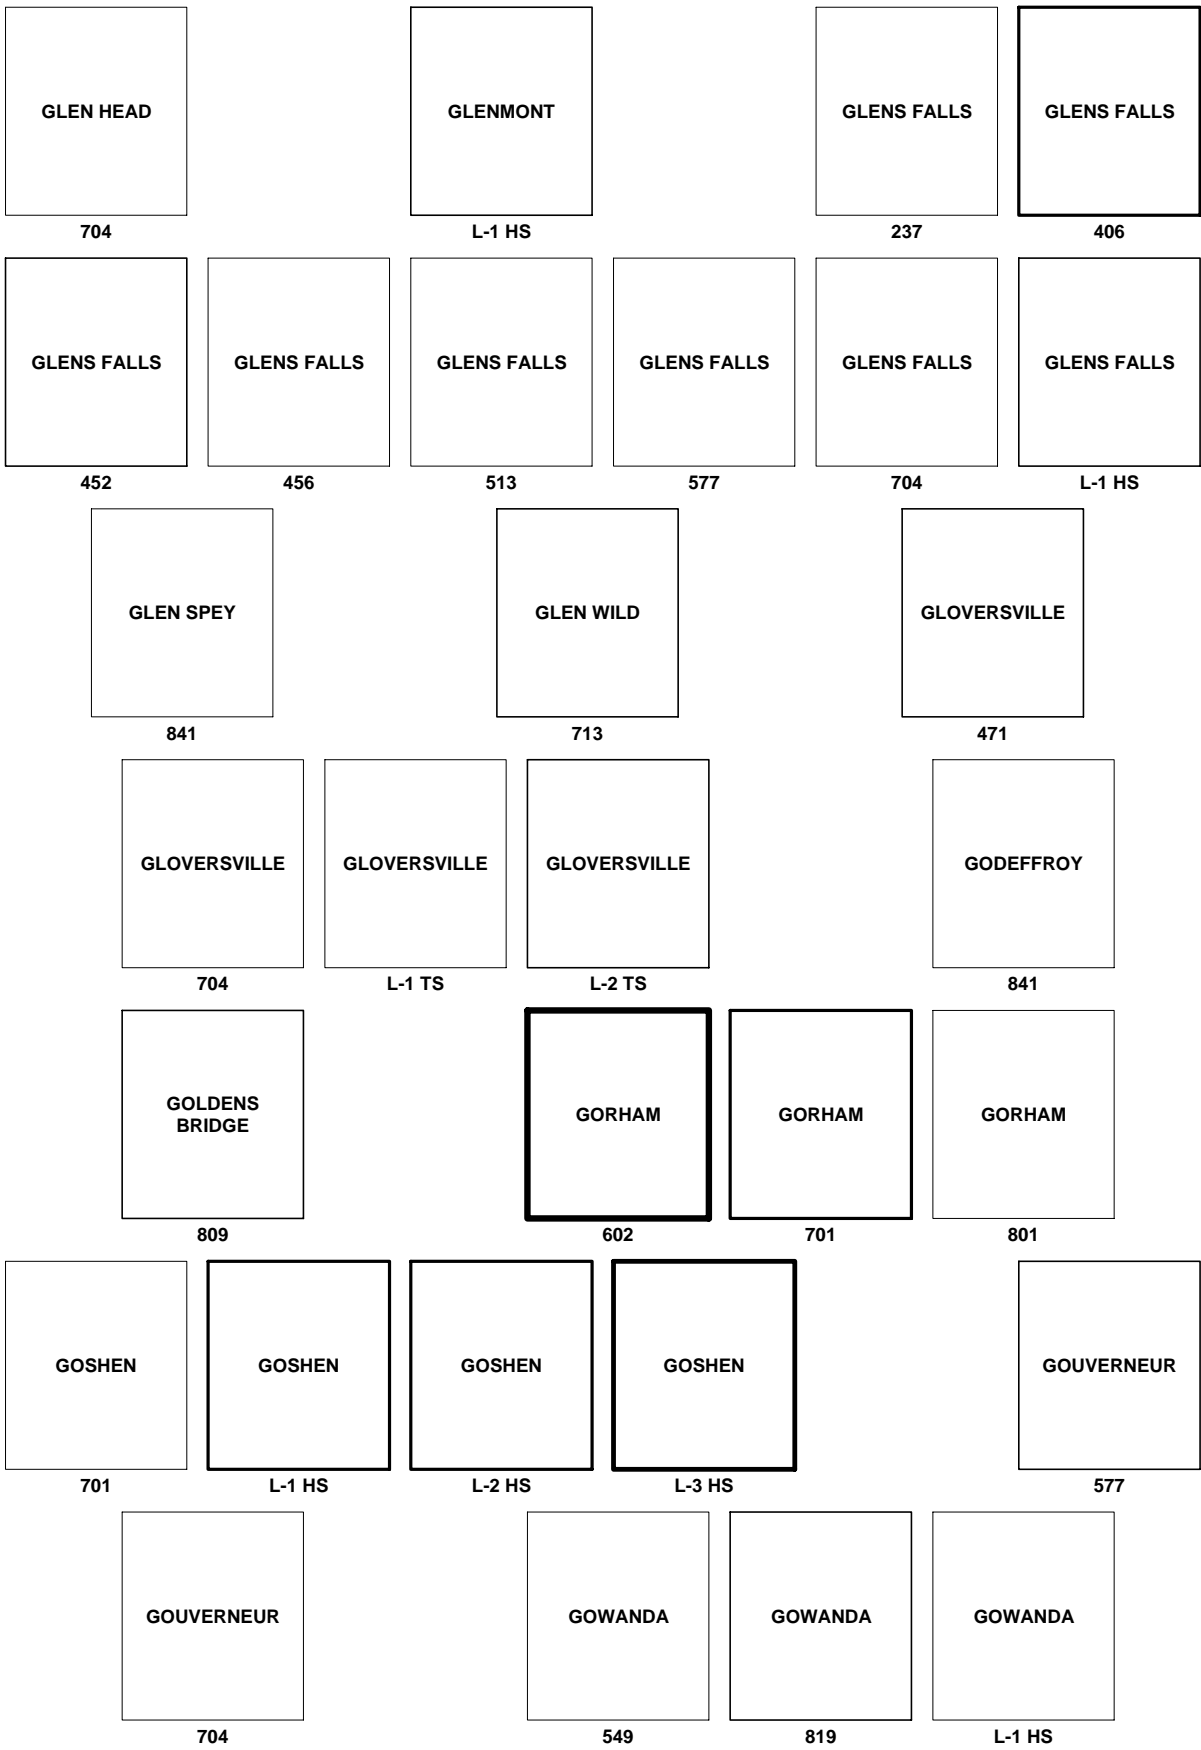 GLEN HEAD
704
GLENMONT
L-1 HS
GLENS FALLS
237
GLENS FALLS
406
GLENS FALLS
452
GLENS FALLS
456
GLENS FALLS
513
GLENS FALLS
577
GLENS FALLS
704
GLENS FALLS
L-1 HS
GLEN SPEY
841
GLEN WILD
713
GLOVERSVILLE
471
GLOVERSVILLE
704
GLOVERSVILLE
L-1 TS
GLOVERSVILLE
L-2 TS
GODEFFROY
841
GOLDENS
BRIDGE
809
GORHAM
602
GORHAM
701
GORHAM
801
GOSHEN
701
GOSHEN
L-1 HS
GOSHEN
L-2 HS
GOSHEN
L-3 HS
GOUVERNEUR
577
GOUVERNEUR
704
GOWANDA
549
GOWANDA
819
GOWANDA
L-1 HS